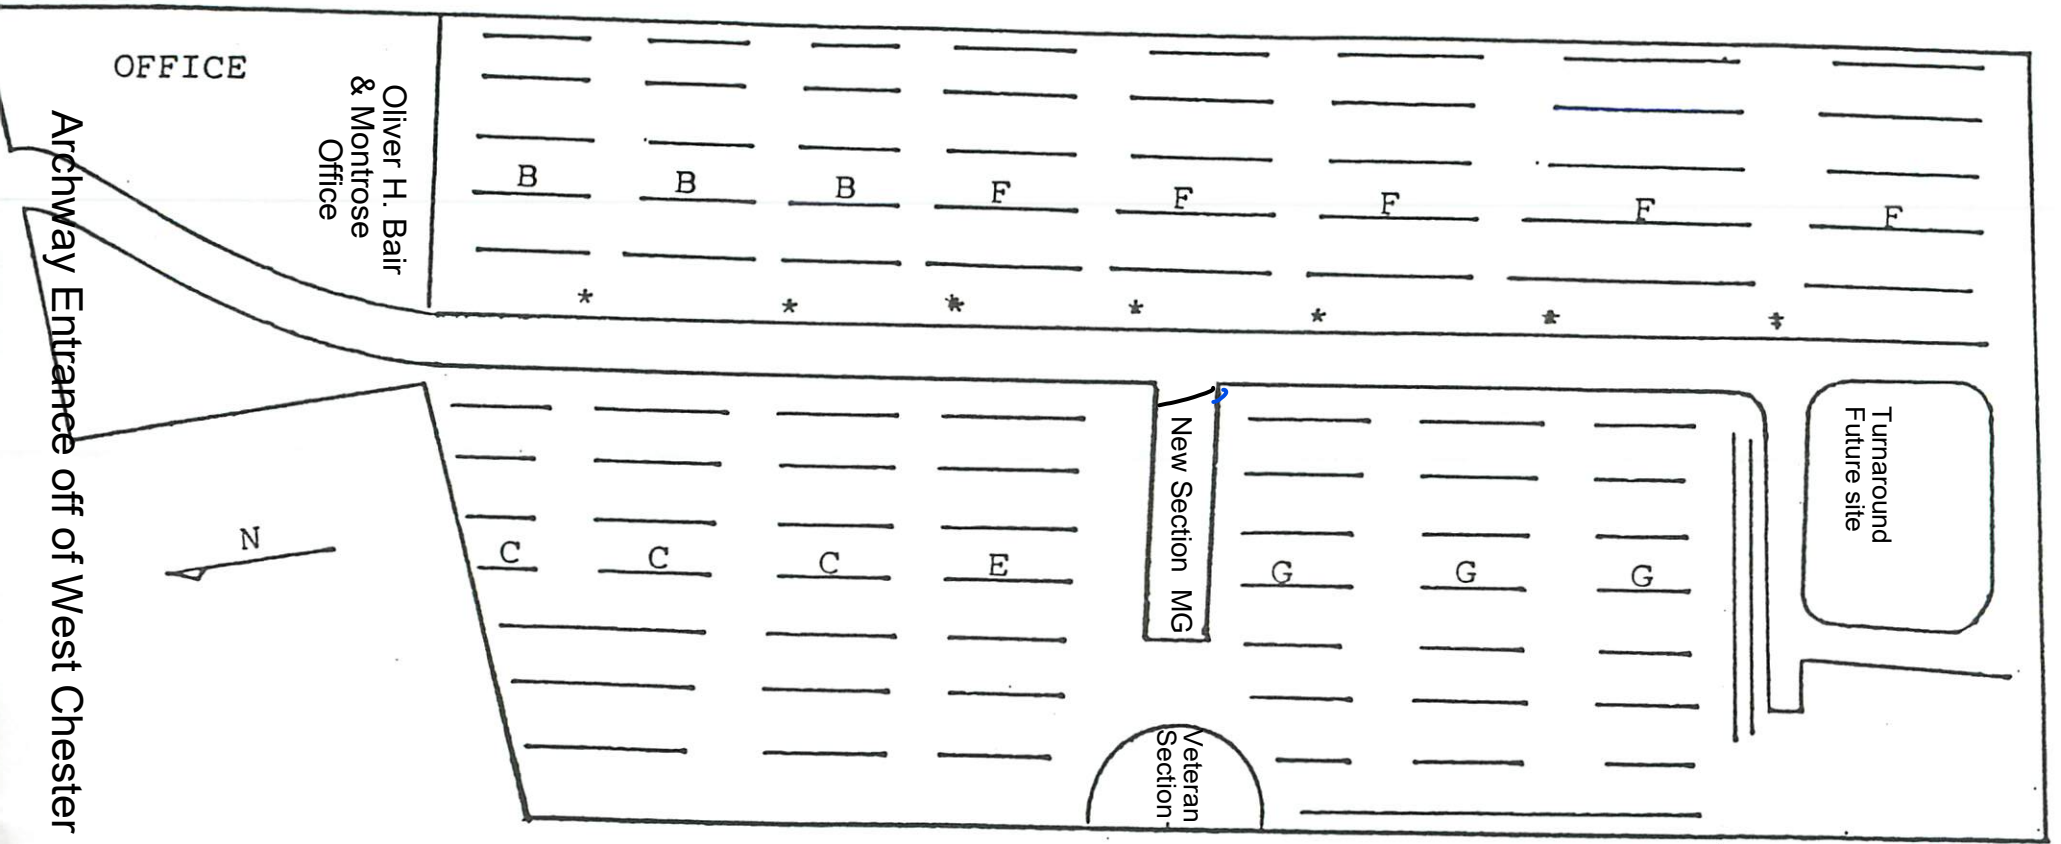 OFFICE
Oliver H. Bair
& Montrose
Office
Archway Entrance off of West Chester
B B B F F F F F
* * * * * * *
N
C C C E G G G
New Section MG
Veteran
Section-
Turnaround
Future site